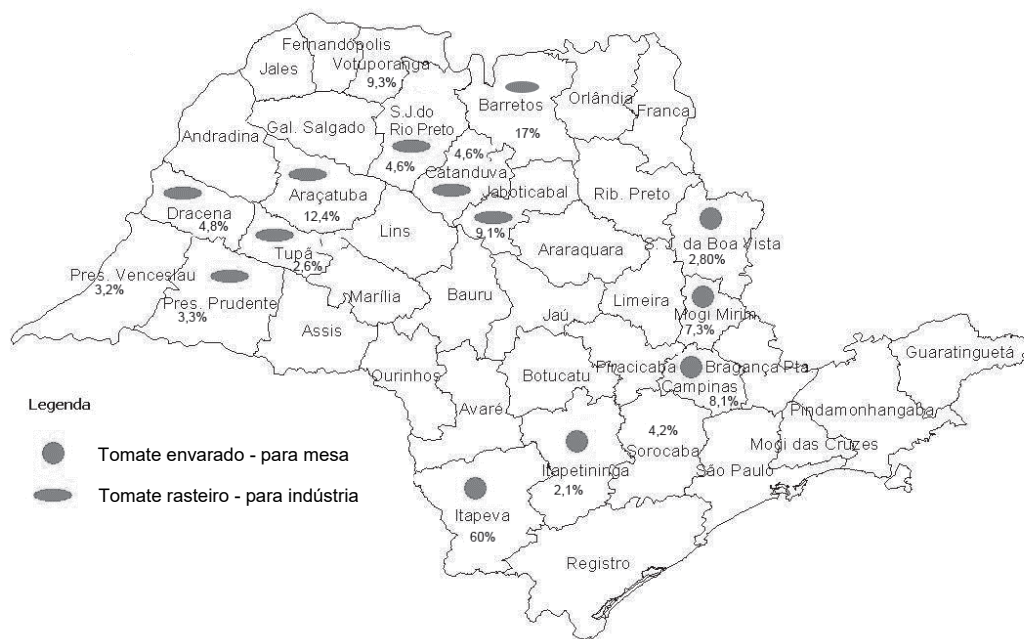 Fernandópolis
Jales
Votuporanga
9,3%
Orlândia
Franca
Barretos
17%
S.J.do
Rio Preto
4,6%
Gal. Salgado
Andradina
4,6%
Catanduva
Jaboticabal
Rib. Preto
Araçatuba
12,4%
Dracena
4,8%
9,1%
Lins
Araraquara
S. J. da Boa Vista
2,80%
Tupã
2,6%
Pres. Venceslau
3,2%
Pres. Prudente
3,3%
Marília
Bauru
Jaú
Limeira
Mogi Mirim
7,3%
Assis
Ourinhos
Botucatu
Piracicaba
Bragança Pta
Campinas
8,1%
Guaratinguetá
Pindamonhangaba
Avaré
4,2%
Sorocaba
São Paulo
Mogi das Cruzes
Itapetininga
2,1%
Itapeva
60%
Registro
Legenda
Tomate envarado - para mesa
Tomate rasteiro - para indústria